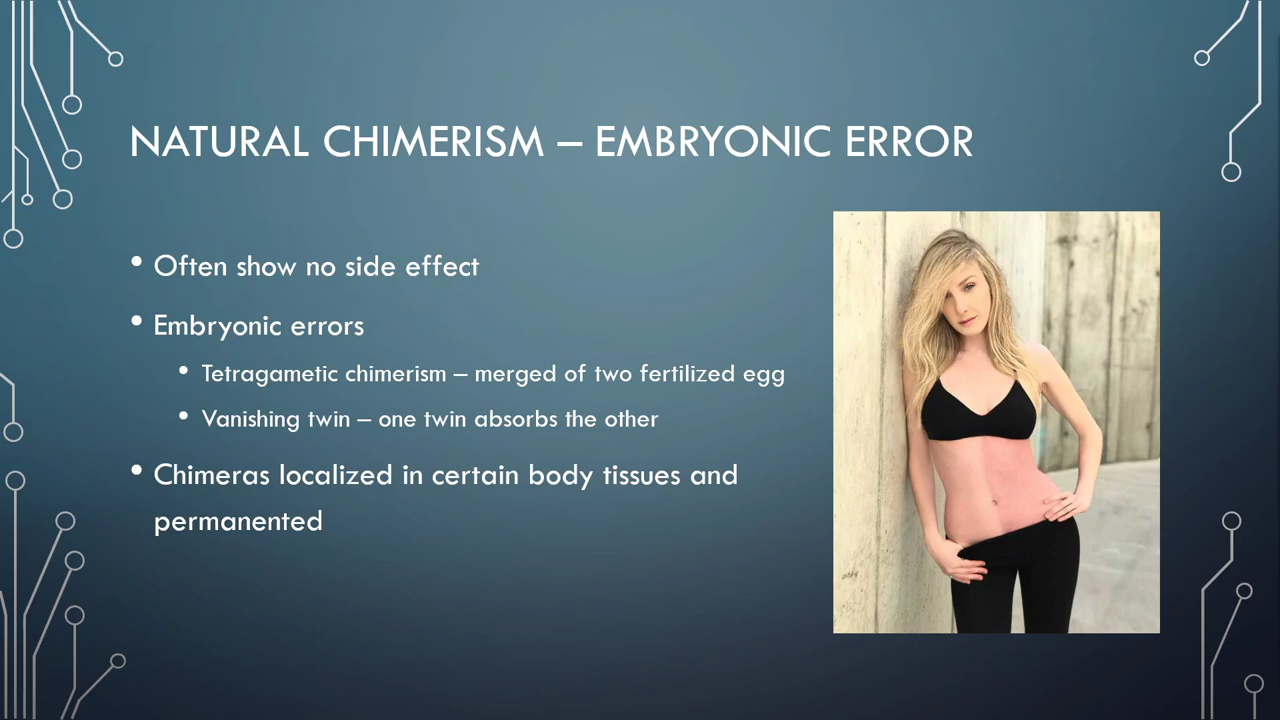 NATURAL CHIMERISM – EMBRYONIC ERROR
• Often show no side effect
• Embryonic errors
• Tetragametic chimerism – merged of two fertilized egg
• Vanishing twin – one twin absorbs the other
• Chimeras localized in certain body tissues and
permanented